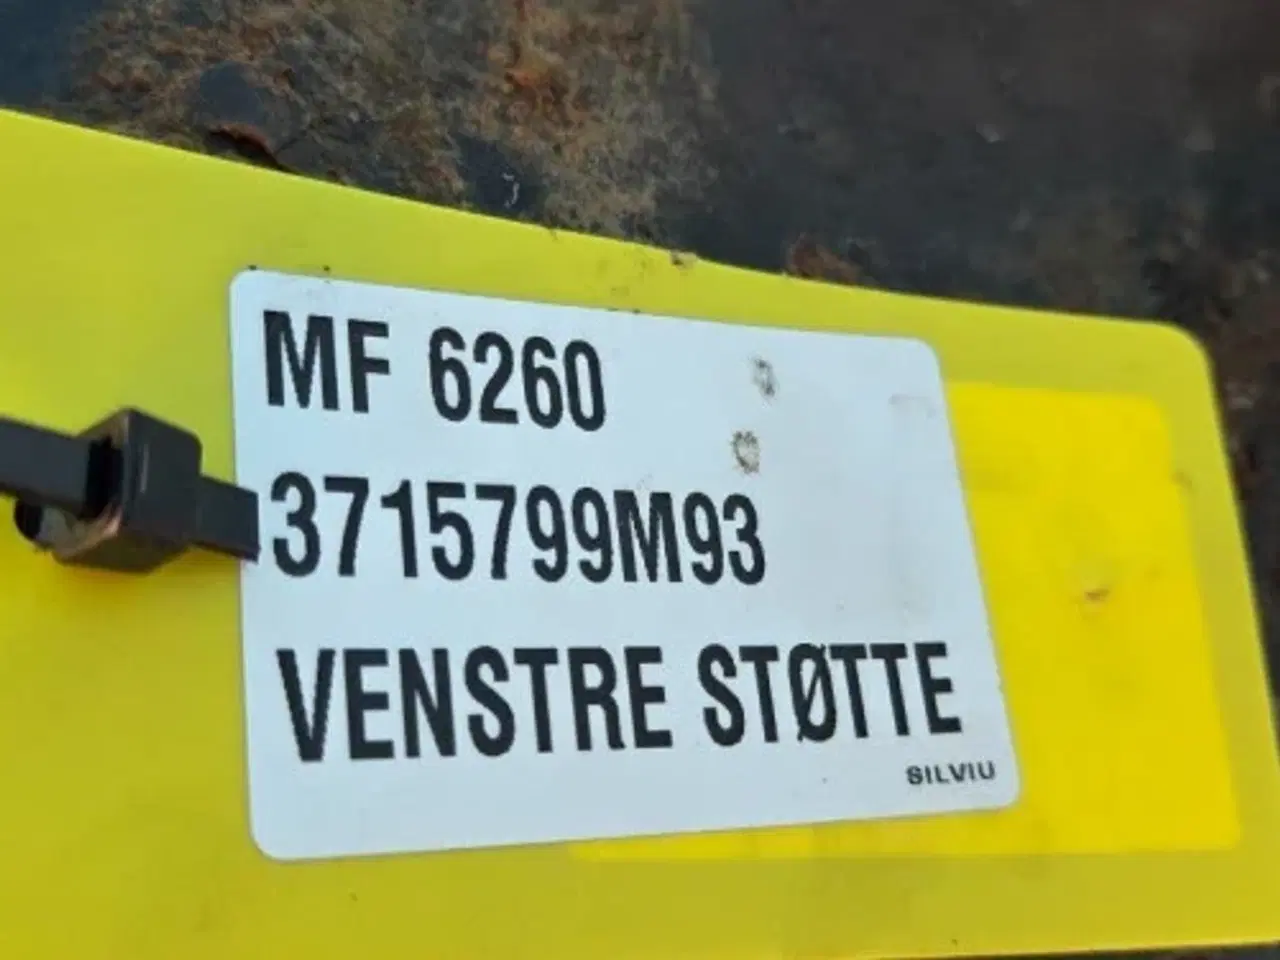 MF 6260
3715799M93
VENSTRE STØTTE
SILVIU